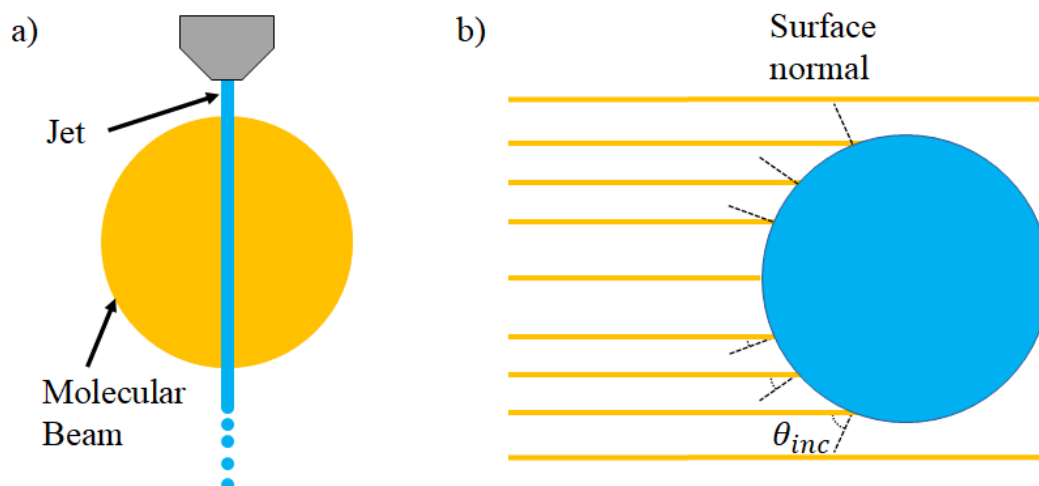 a)
Jet
Molecular
Beam
b)
Surface
normal
θinc